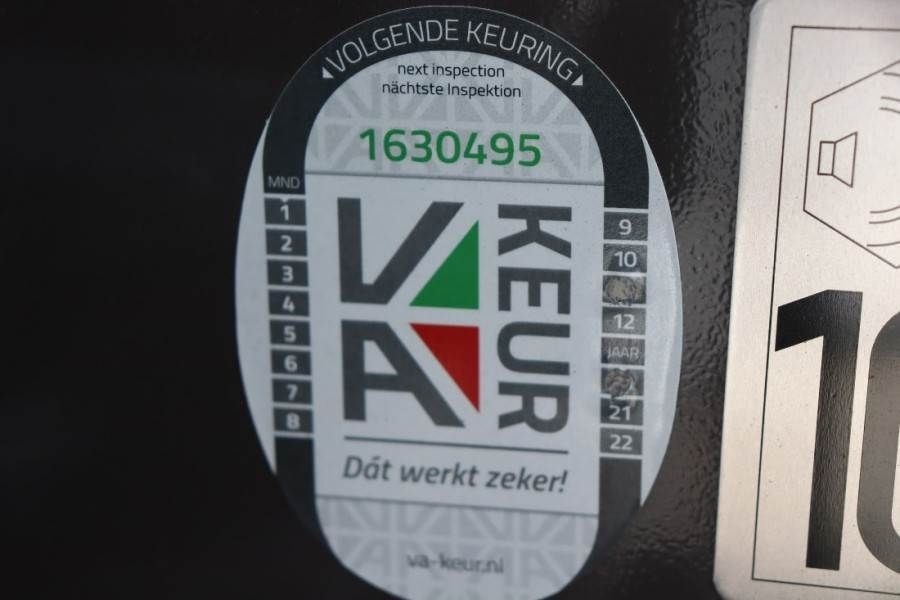 VOLGENDE KEURING
next inspection
nächtste Inspektion
1630495
MND
1
2
3
4
5
6
7
8
VA
KEUR
9
10
12
JAAR
21
22
Dát werkt zeker!
va-keur.nl
10